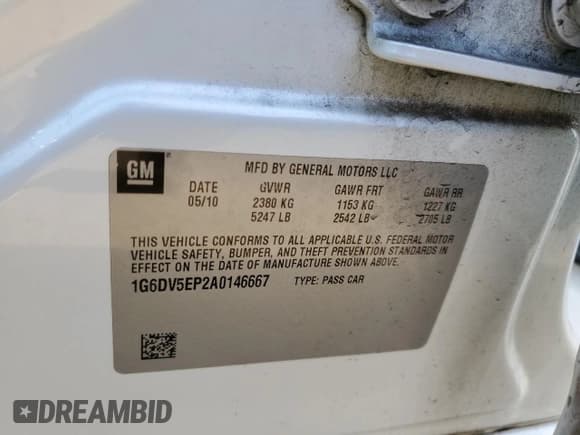 GM
MFD BY GENERAL MOTORS LLC
DATE GVWR GAWR FRT GAWR RR
05/10 2380 KG 1153 KG 1227 KG
5247 LB 2542 LB 2705 LB
THIS VEHICLE CONFORMS TO ALL APPLICABLE U.S. FEDERAL MOTOR
VEHICLE SAFETY, BUMPER, AND THEFT PREVENTION STANDARDS IN
EFFECT ON THE DATE OF MANUFACTURE SHOWN ABOVE.
1G6DV5EP2A0146667 TYPE: PASS CAR
DREAMBID